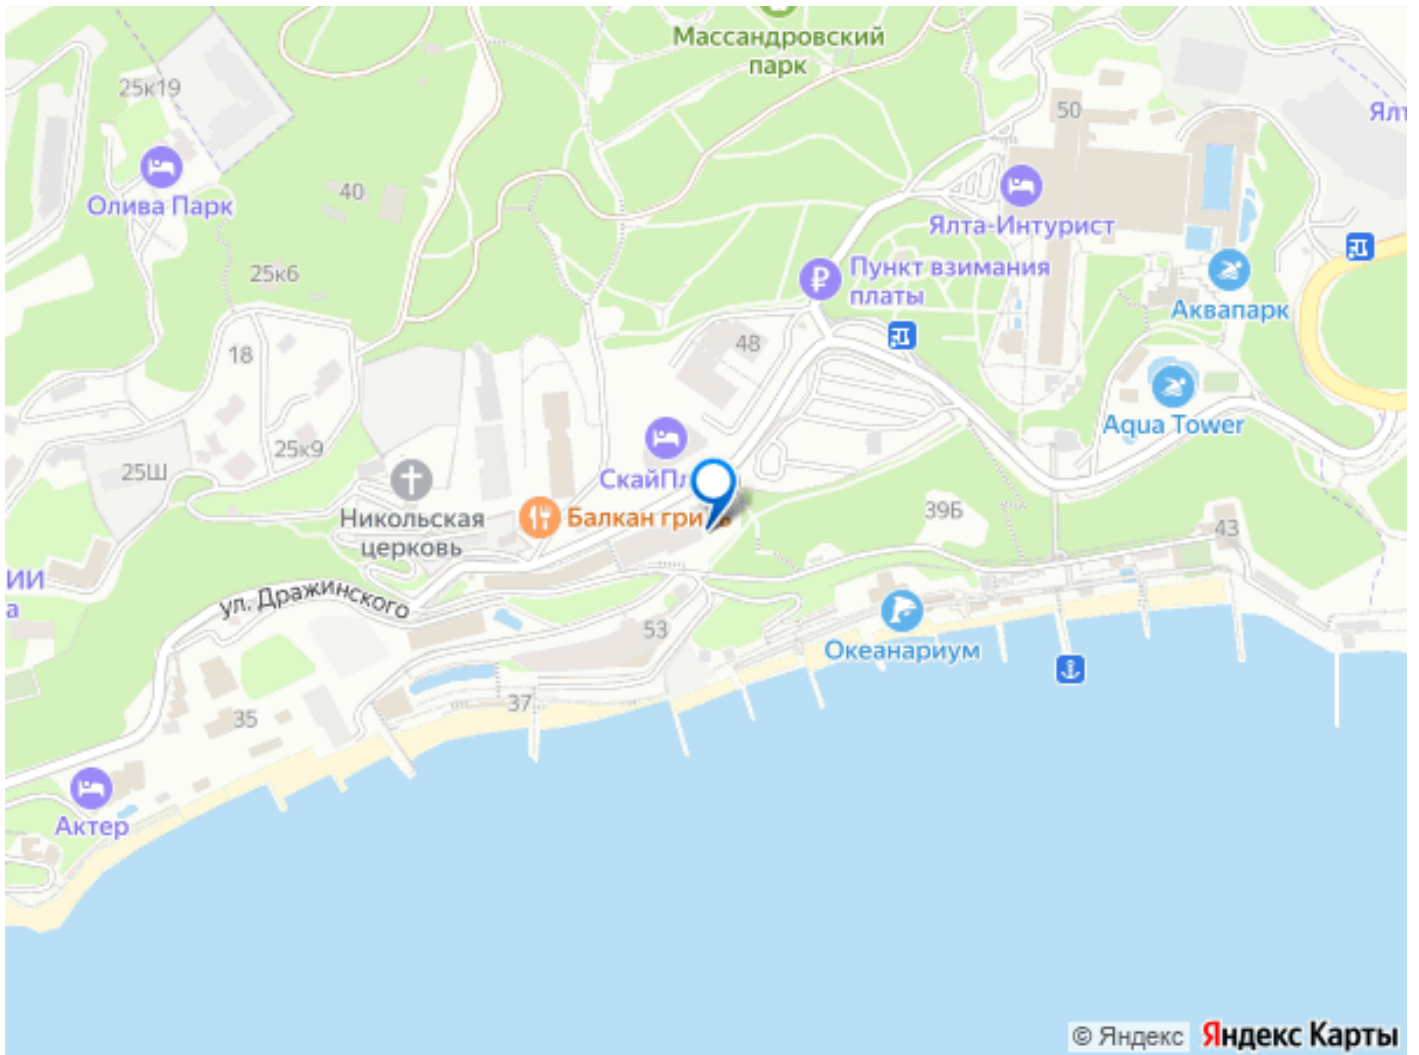 Массандровский
парк
25к19
50
Ялт
Олива Парк
40
Ялта-Интурист
25к6
Пункт взимания
платы
Аквапарк
18
48
Aqua Tower
25к9
25Ш
СкайПл
Никольская
церковь
Балкан гри
39Б
43
ИИ
а
ул. Дражинского
53
Океанариум
37
35
Актер
© Яндекс Яндекс Карты